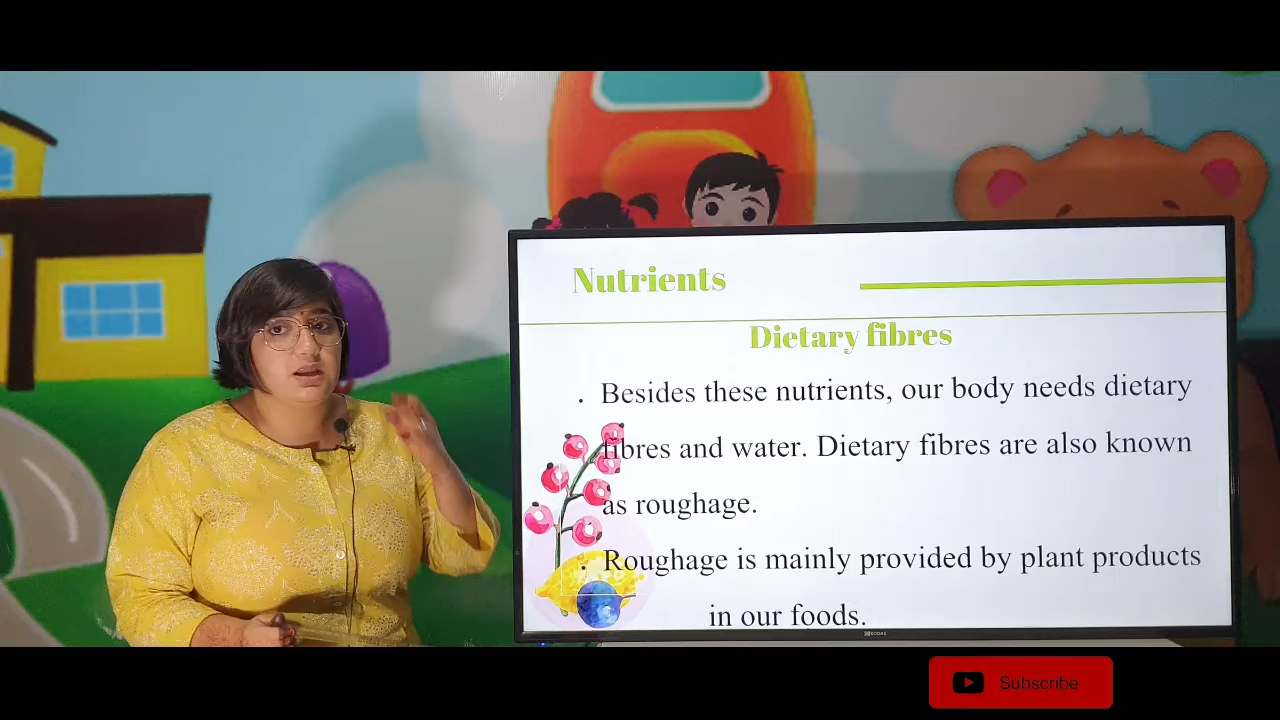 Nutrients
Dietary fibres
. Besides these nutrients, our body needs dietary
fibres and water. Dietary fibres are also known
as roughage.
. Roughage is mainly provided by plant products
in our foods.
KODAK
Subscribe